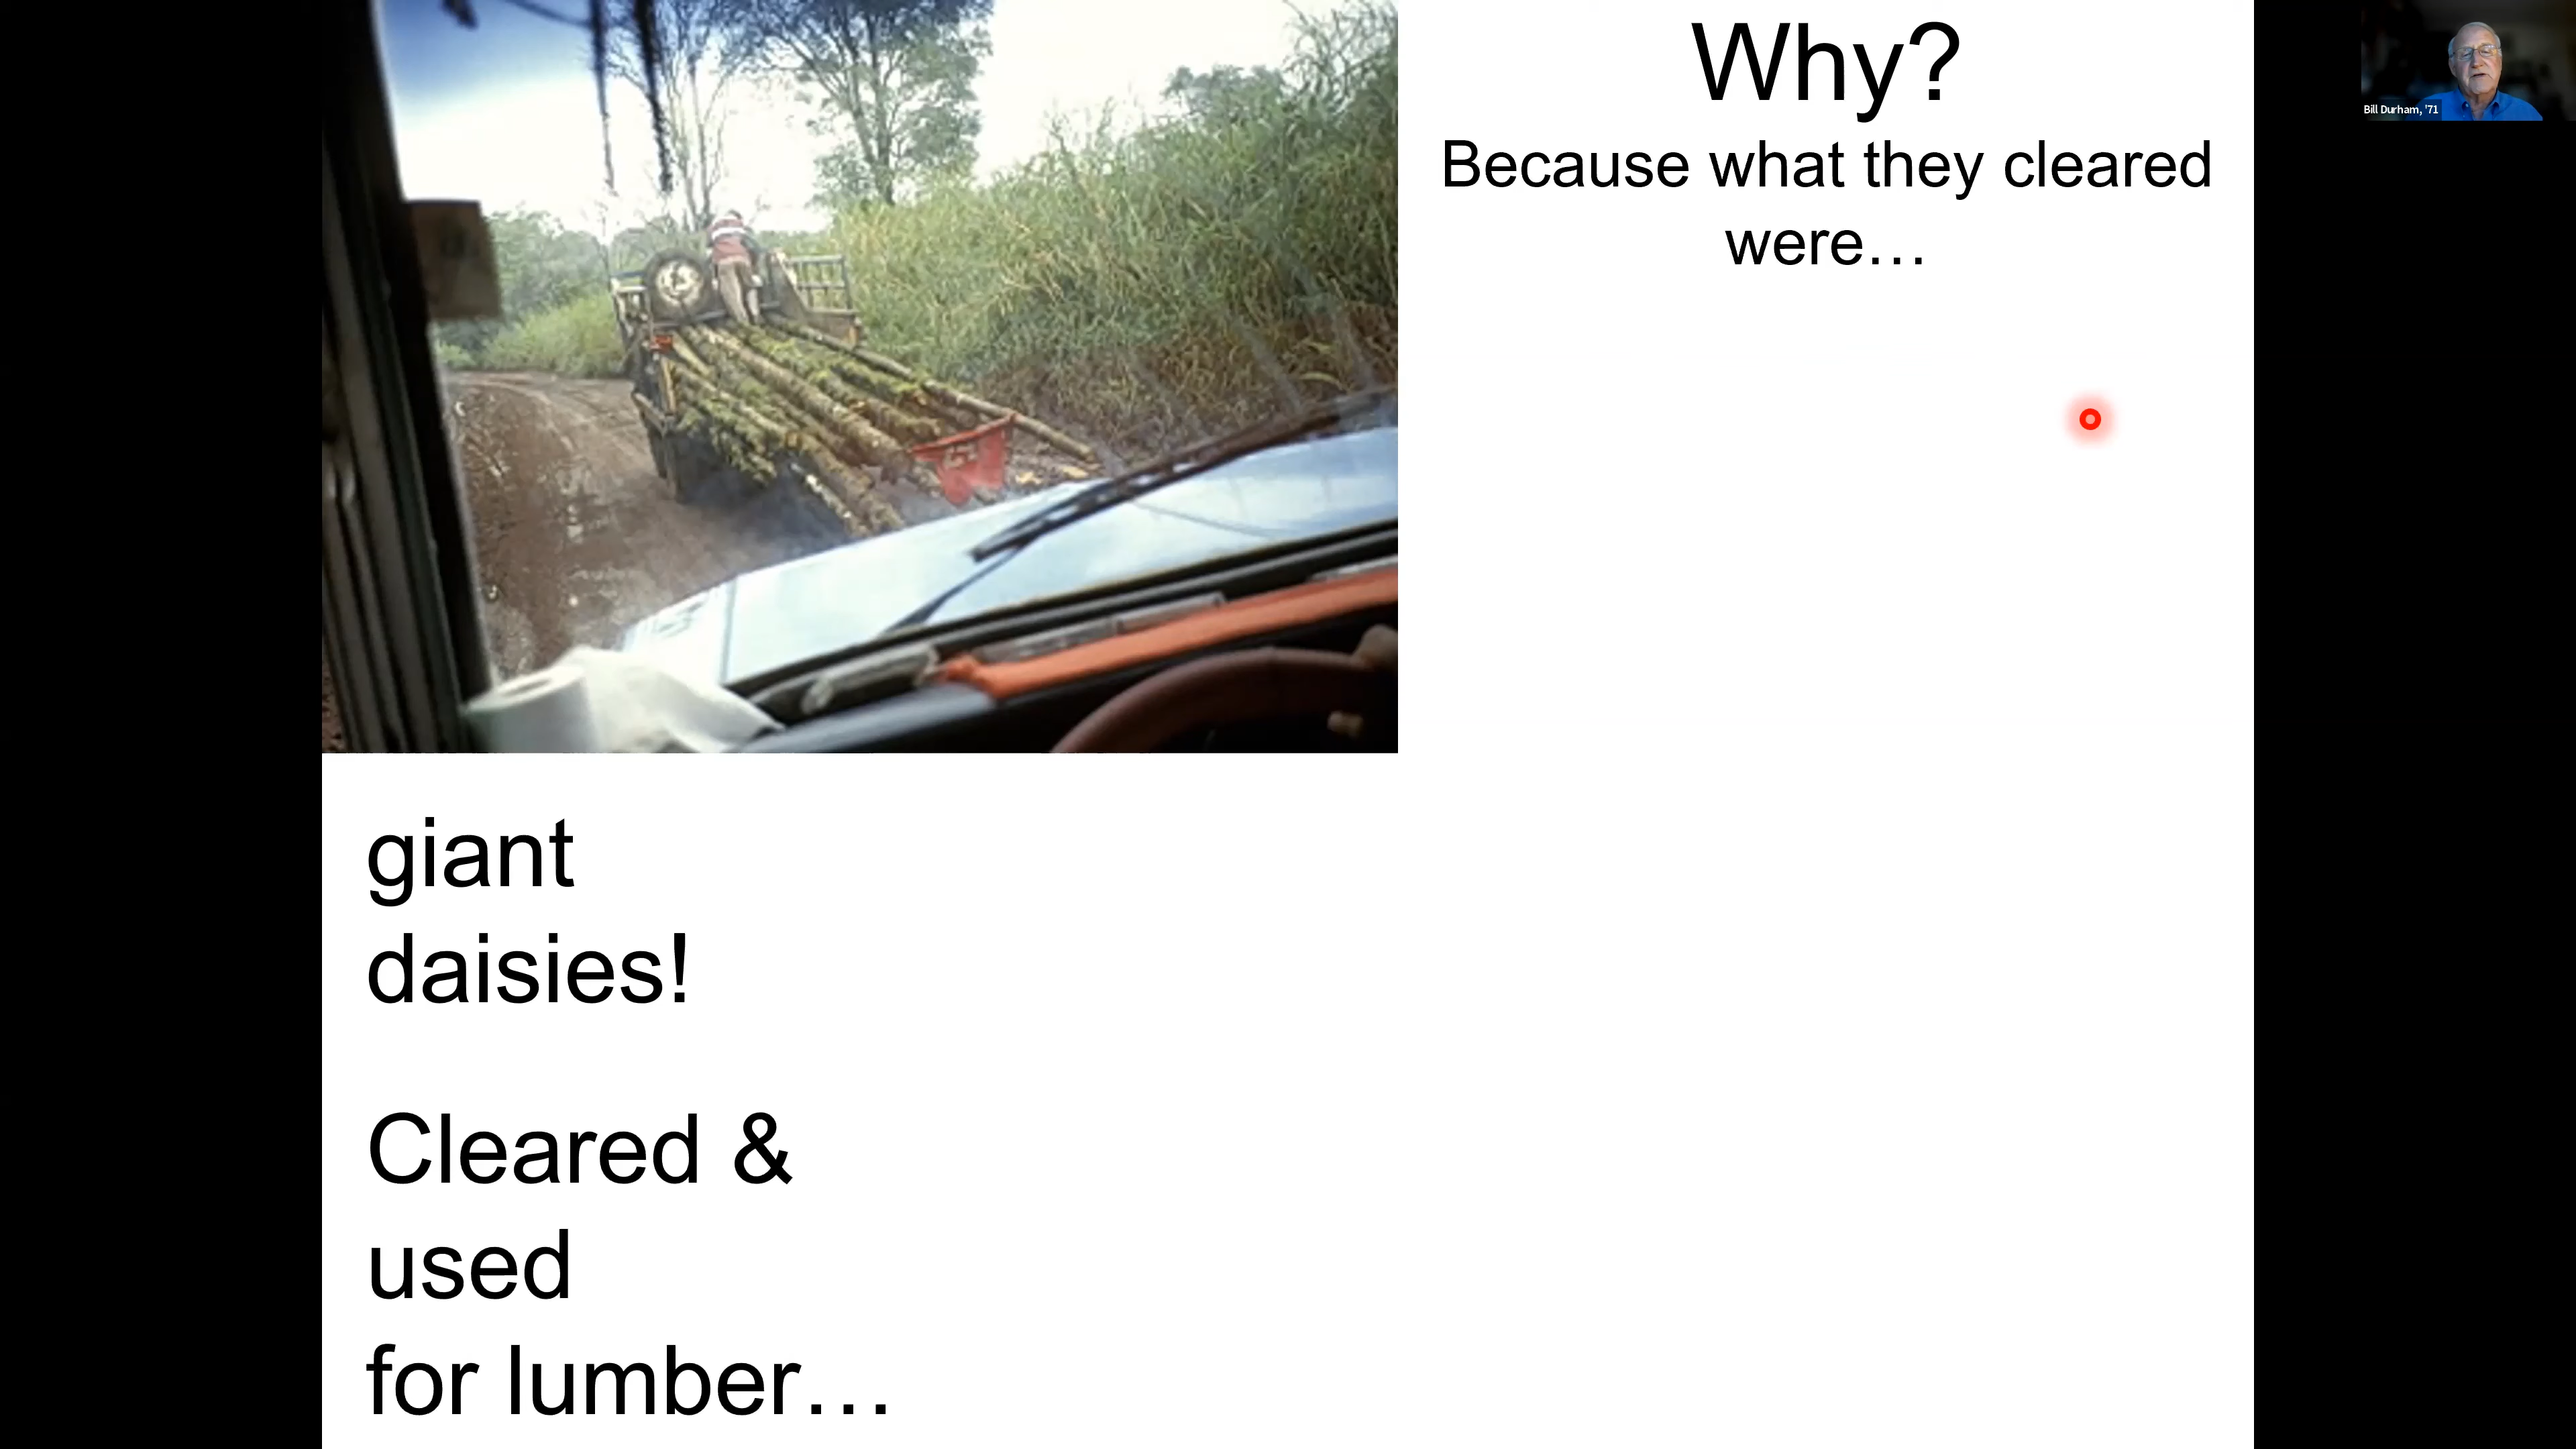 Why?
Because what they cleared
were…
Bill Durham, '71
giant
daisies!
Cleared &
used
for lumber…